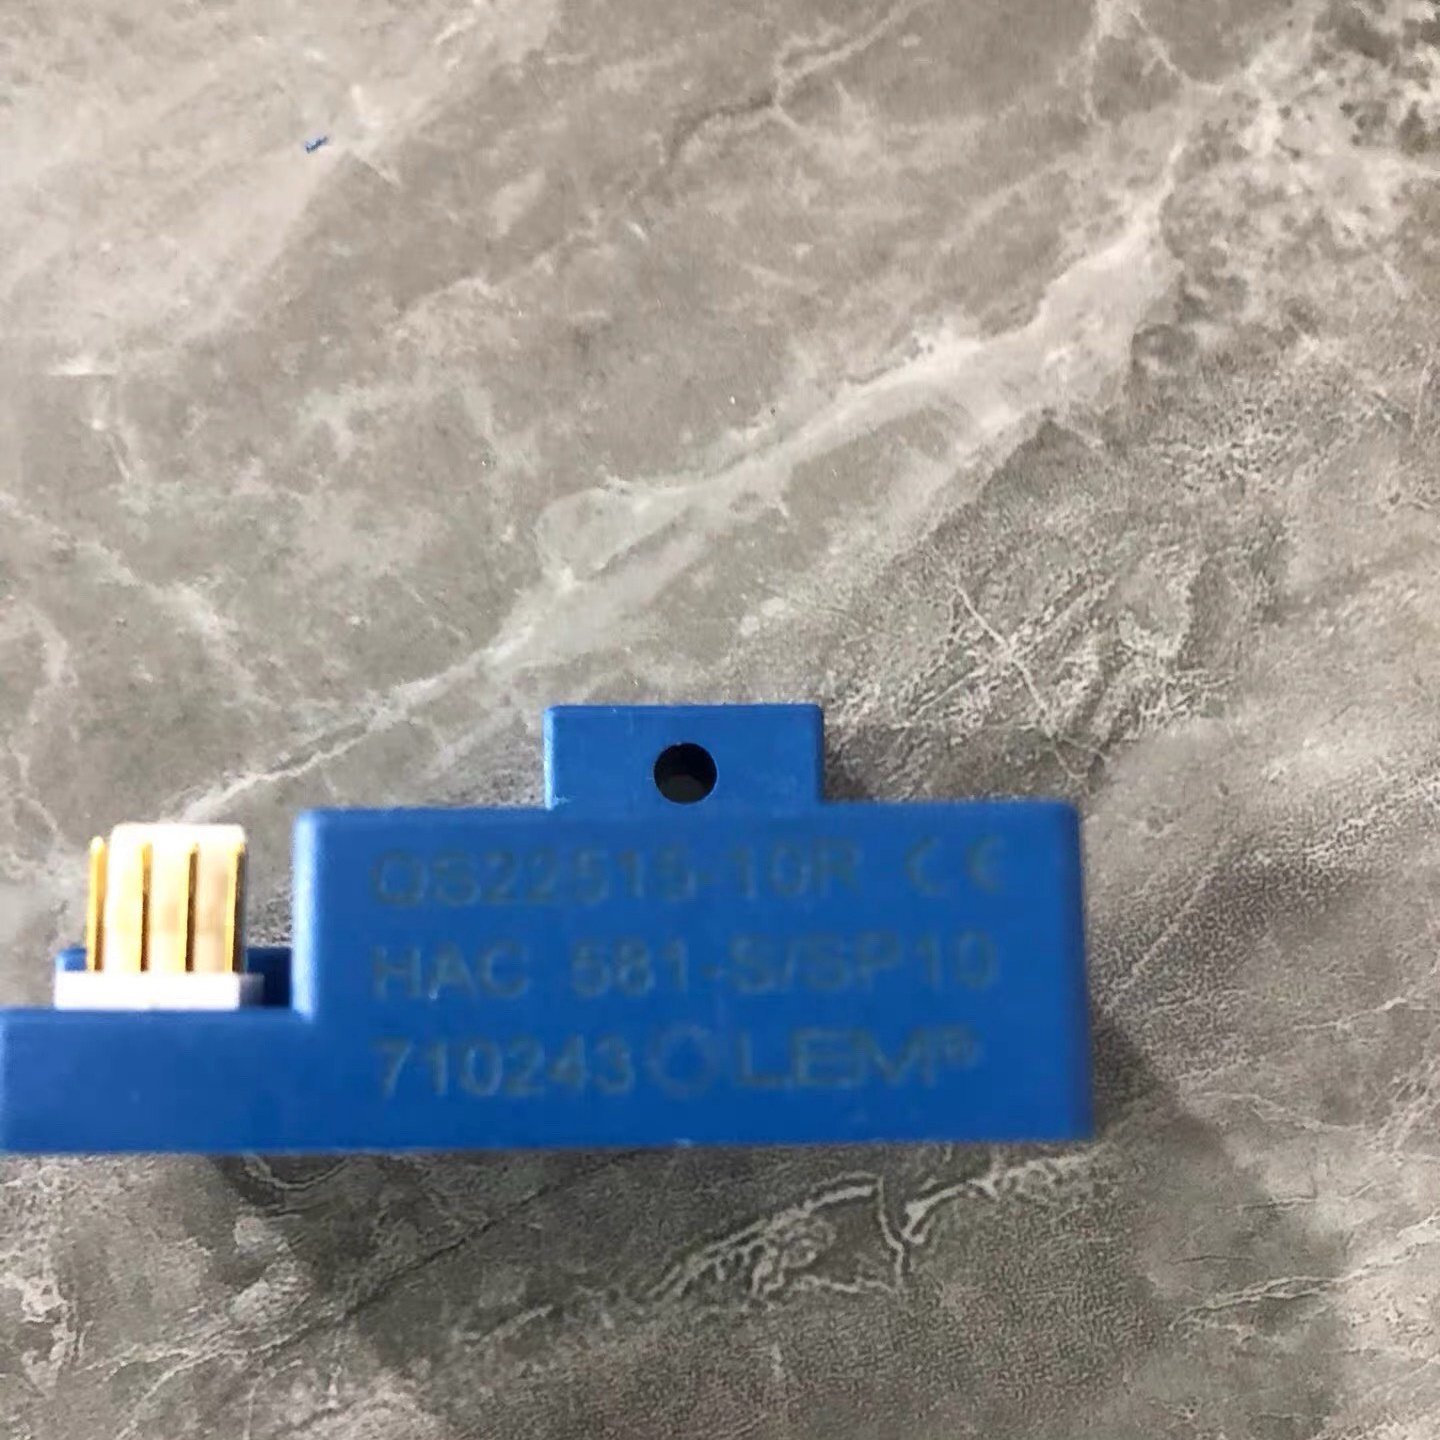 QS22515-10R CE
HAC 581-S/SP10
710243 LEM®